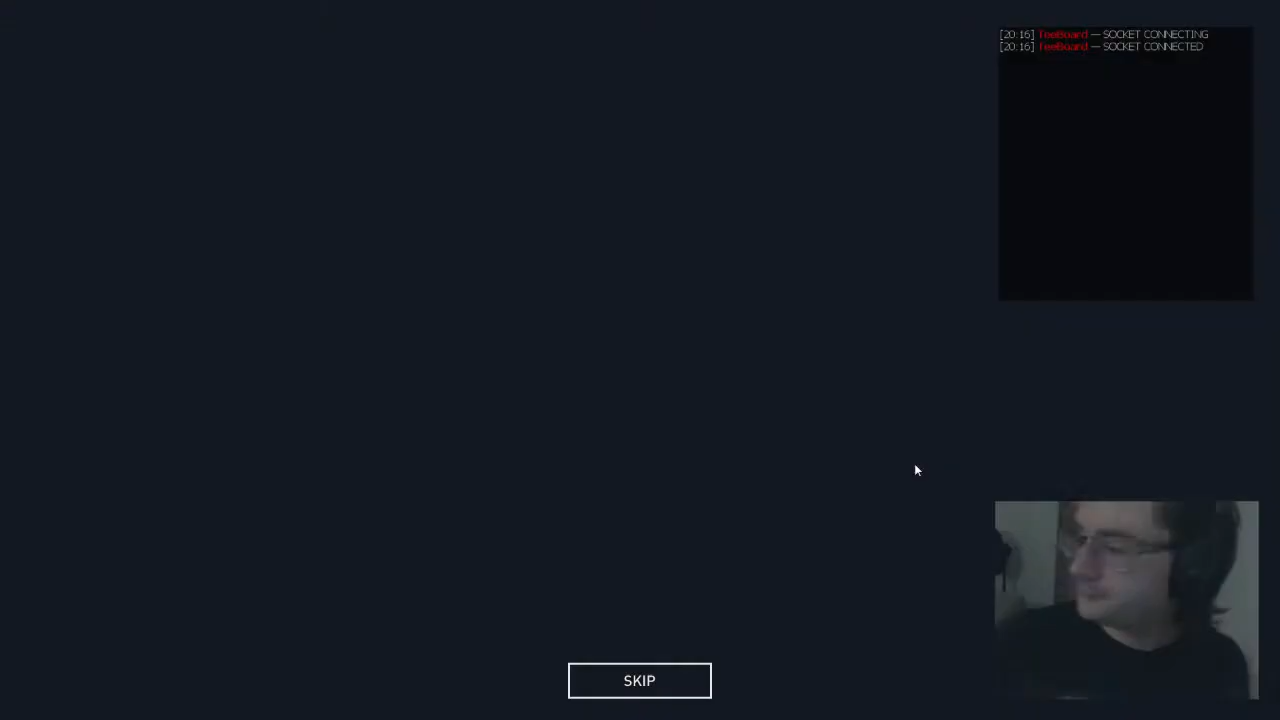 [20:16] TeeBoard — SOCKET CONNECTING
[20:16] TeeBoard — SOCKET CONNECTED
SKIP